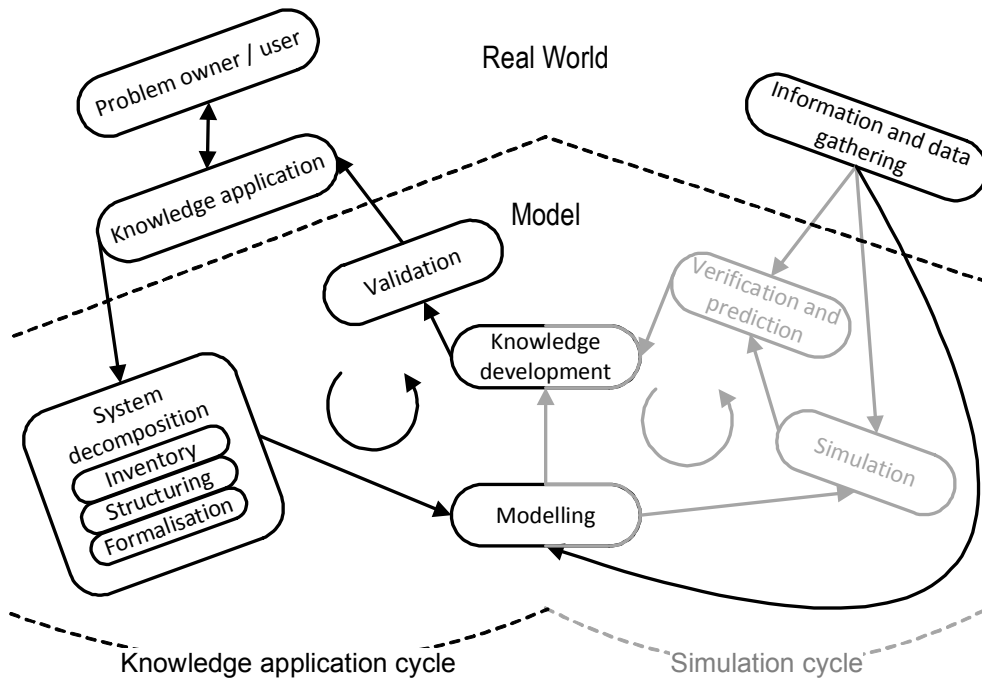 Problem owner / user
Real World
Information and data
gathering
Knowledge application
Model
Validation
Verification and
prediction
Knowledge
development
System
decomposition
Inventory
Structuring
Formalisation
Simulation
Modelling
Knowledge application cycle
Simulation cycle